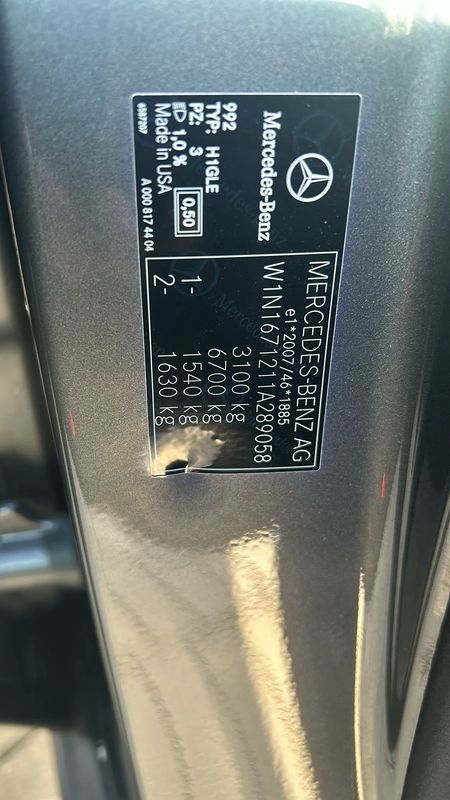 Mercedes-Benz
992
TYP: H1GLE
PZ: 3
1,0 % 0,50
Made in USA
6597207
A 000 817 44 04
MERCEDES-BENZ AG
e1*2007/46*1885
W1N1671211A289058
3100 kg
6700 kg
1- 1540 kg
2- 1630 kg